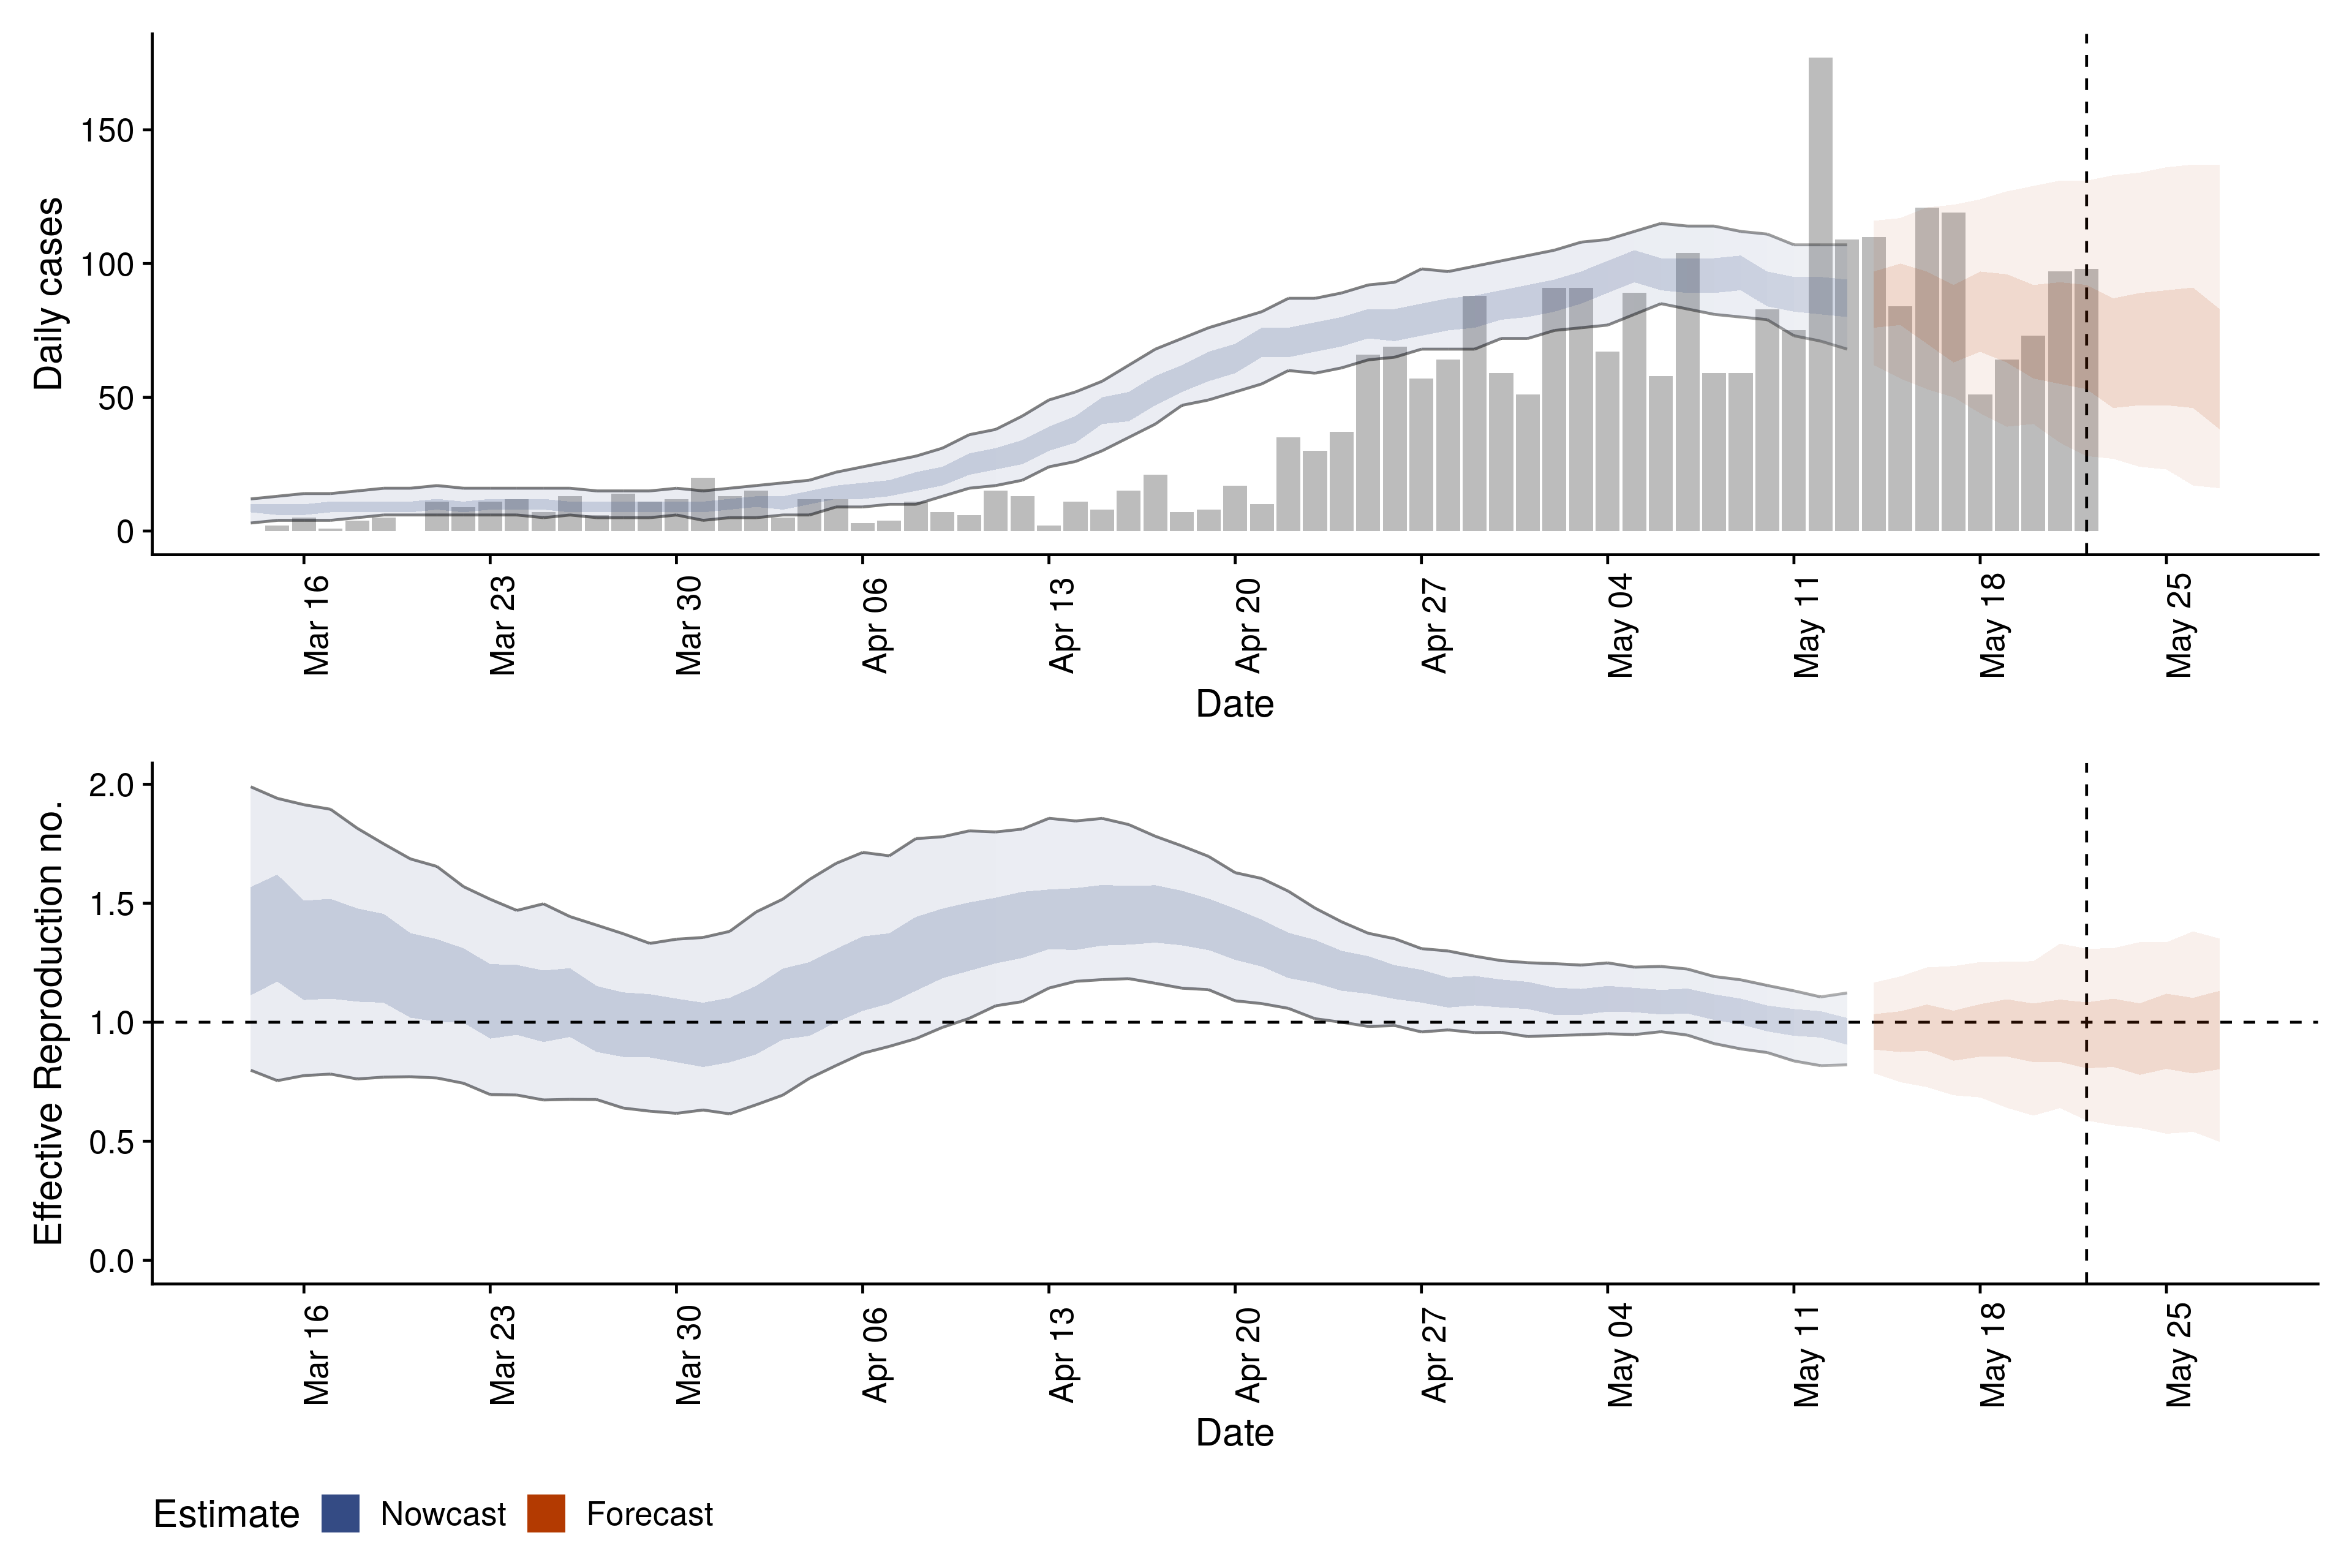 Daily cases
150
100
50
0
Mar 16
Mar 23
Mar 30
Apr 06
Apr 13
Apr 20
Apr 27
May 04
May 11
May 18
May 25
Date
Effective Reproduction no.
2.0
1.5
1.0
0.5
0.0
Mar 16
Mar 23
Mar 30
Apr 06
Apr 13
Apr 20
Apr 27
May 04
May 11
May 18
May 25
Date
Estimate Nowcast Forecast